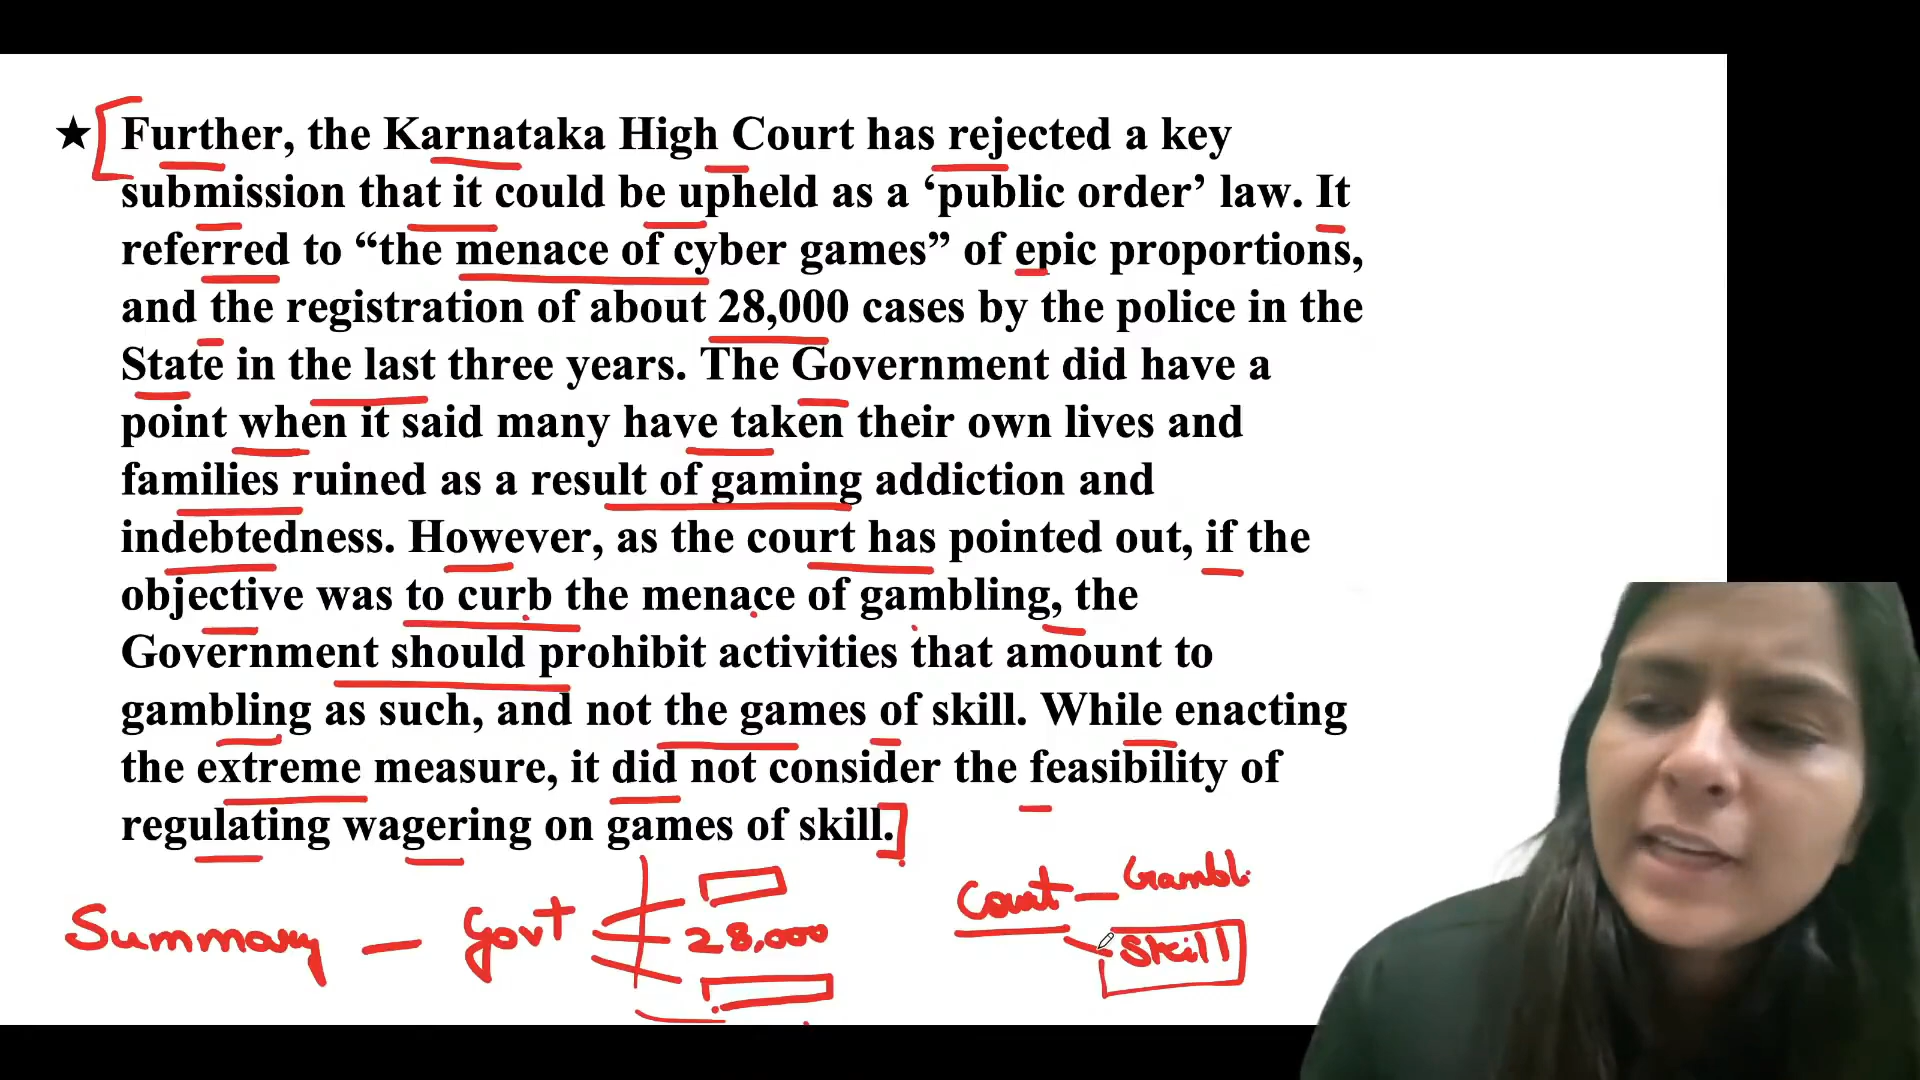 ★ Further, the Karnataka High Court has rejected a key
submission that it could be upheld as a ‘public order’ law. It
referred to “the menace of cyber games” of epic proportions,
and the registration of about 28,000 cases by the police in the
State in the last three years. The Government did have a
point when it said many have taken their own lives and
families ruined as a result of gaming addiction and
indebtedness. However, as the court has pointed out, if the
objective was to curb the menace of gambling, the
Government should prohibit activities that amount to
gambling as such, and not the games of skill. While enacting
the extreme measure, it did not consider the feasibility of
regulating wagering on games of skill.
Summary – Govt 28,000
Court – Gambl.
Skill